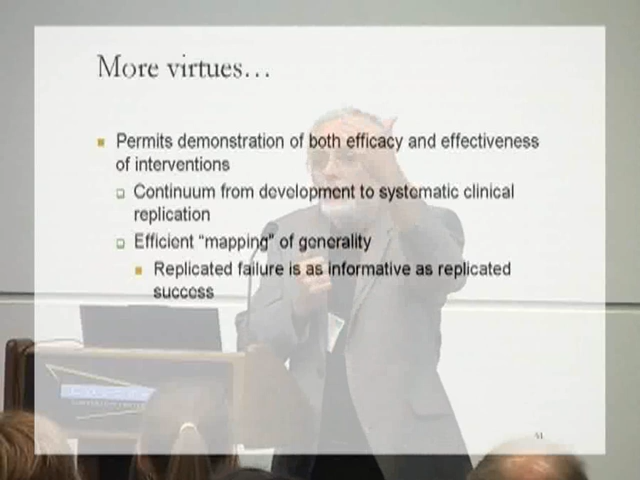 More virtues…
Permits demonstration of both efficacy and effectiveness
of interventions
Continuum from development to systematic clinical
replication
Efficient “mapping” of generality
Replicated failure is as informative as replicated
success